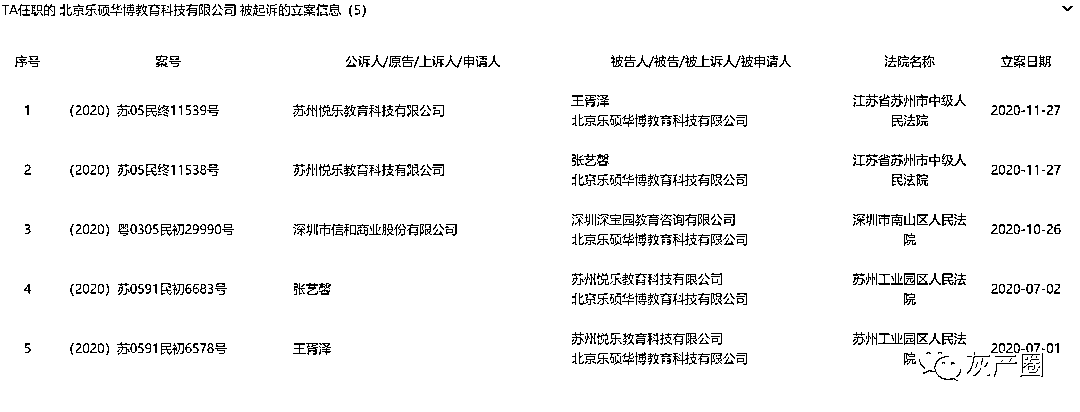 TA任职的 北京乐硕华博教育科技有限公司 被起诉的立案信息（5）
序号 案号 公诉人/原告/上诉人/申请人 被告人/被告/被上诉人/被申请人 法院名称 立案日期
1 （2020）苏05民终11539号 苏州悦乐教育科技有限公司 王胥泽 江苏省苏州市中级人 2020-11-27
北京乐硕华博教育科技有限公司 民法院
2 （2020）苏05民终11538号 苏州悦乐教育科技有限公司 张艺馨 江苏省苏州市中级人 2020-11-27
北京乐硕华博教育科技有限公司 民法院
3 （2020）粤0305民初29990号 深圳市信和商业股份有限公司 深圳深宝园教育咨询有限公司 深圳市南山区人民法 2020-10-26
北京乐硕华博教育科技有限公司 院
4 （2020）苏0591民初6683号 张艺馨 苏州悦乐教育科技有限公司 苏州工业园区人民法 2020-07-02
北京乐硕华博教育科技有限公司 院
5 （2020）苏0591民初6578号 王胥泽 苏州悦乐教育科技有限公司 苏州工业园区人民法 2020-07-01
北京乐硕华博教育科技有限公司 院
灰产圈